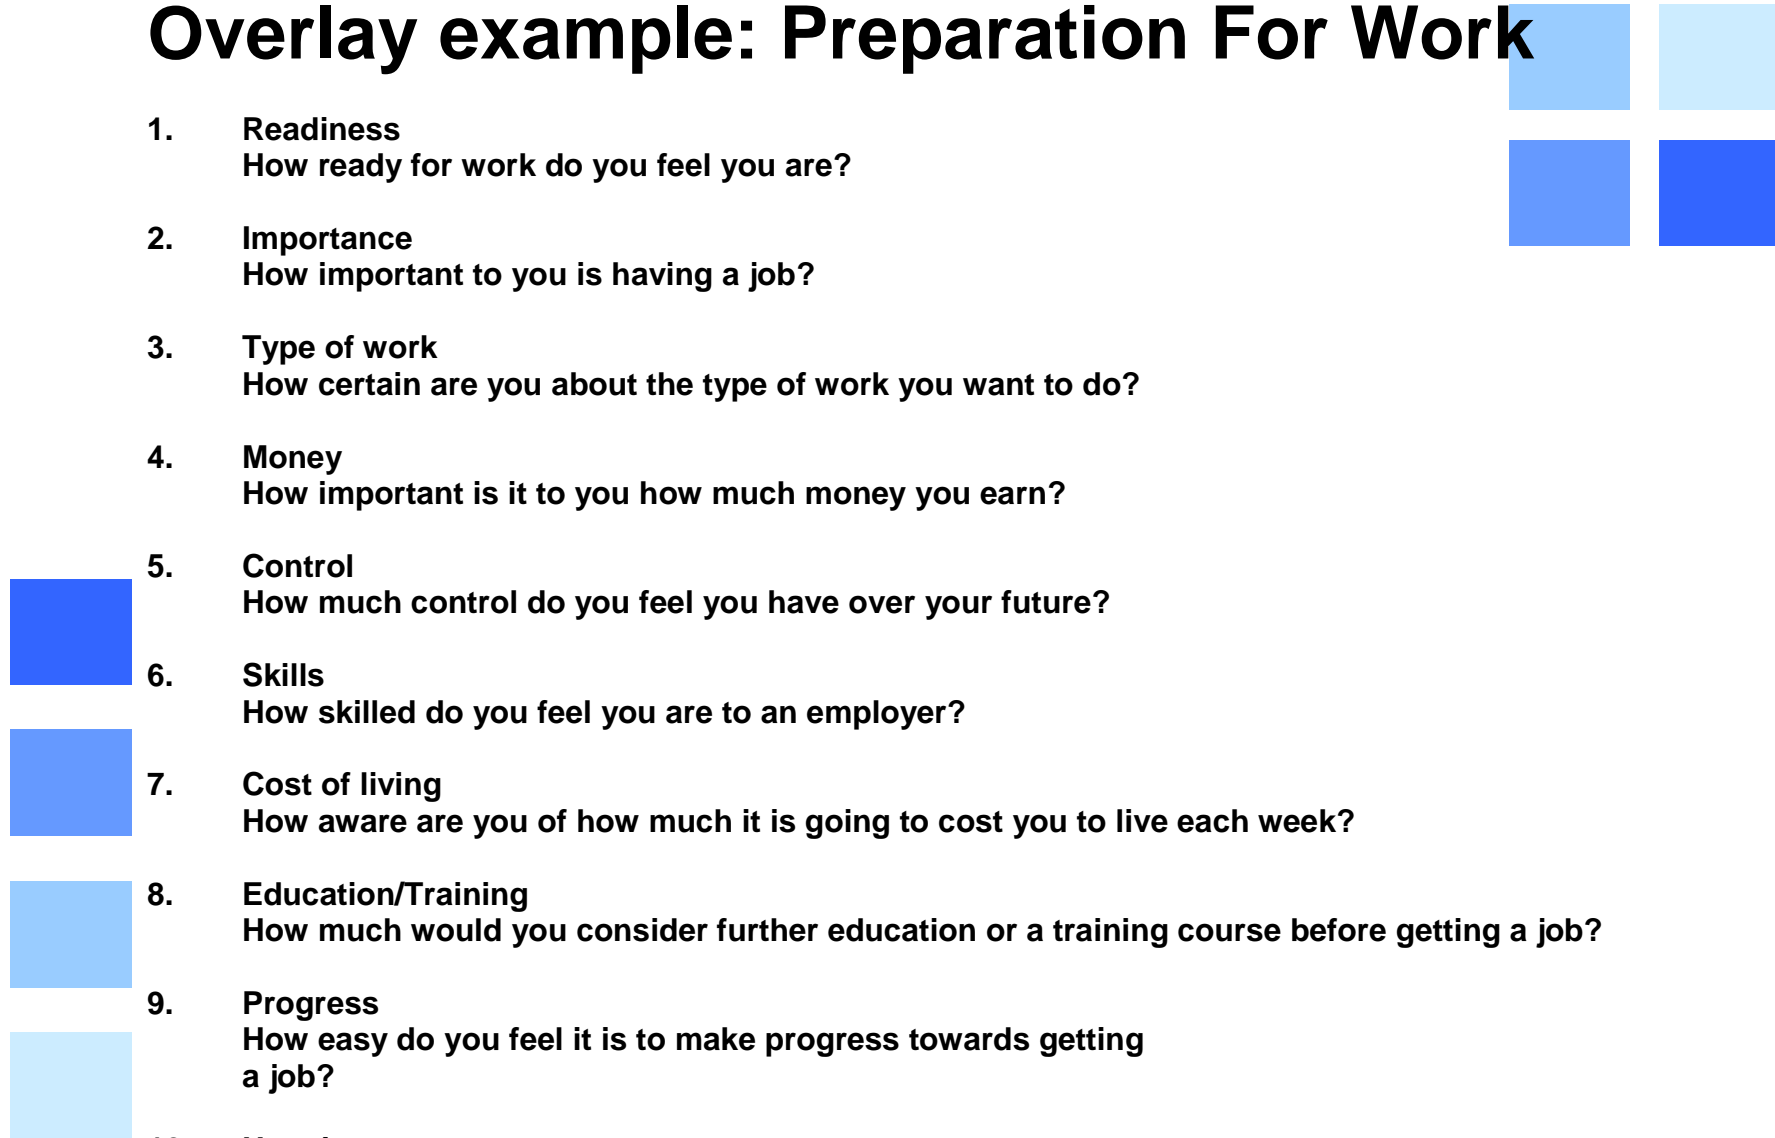 Overlay example: Preparation For Work
1. Readiness
How ready for work do you feel you are?
2. Importance
How important to you is having a job?
3. Type of work
How certain are you about the type of work you want to do?
4. Money
How important is it to you how much money you earn?
5. Control
How much control do you feel you have over your future?
6. Skills
How skilled do you feel you are to an employer?
7. Cost of living
How aware are you of how much it is going to cost you to live each week?
8. Education/Training
How much would you consider further education or a training course before getting a job?
9. Progress
How easy do you feel it is to make progress towards getting
a job?